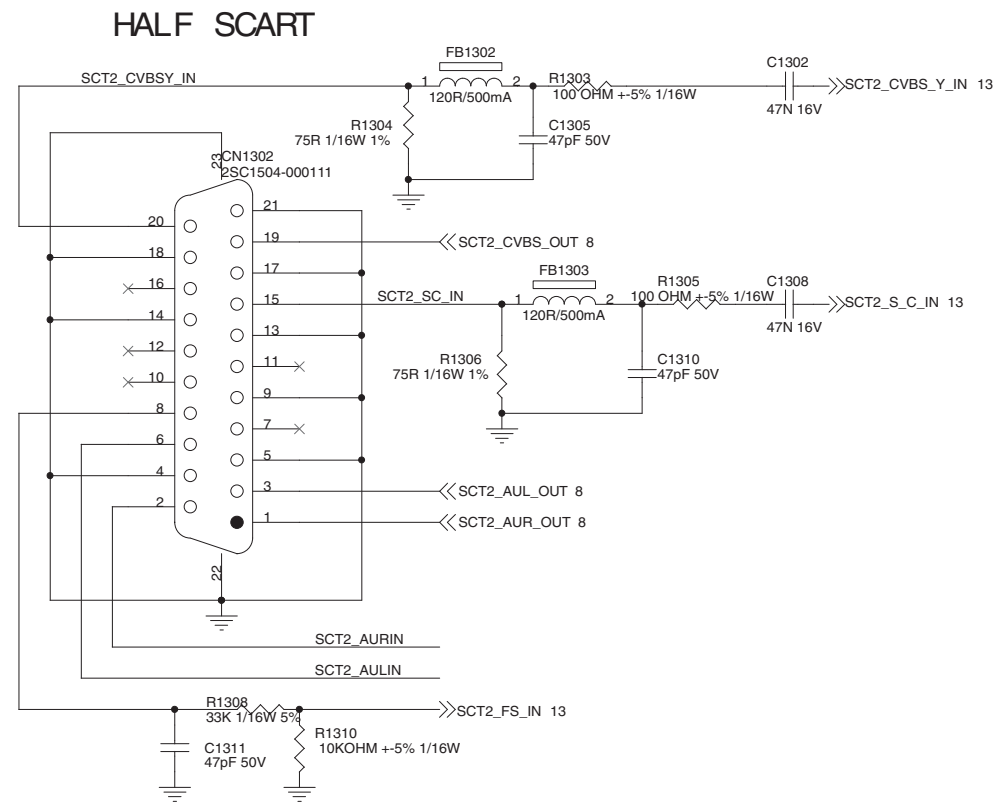 HALF SCART
FB1302
C1302
SCT2_CVBSY_IN
1
2
R1303
SCT2_CVBS_Y_IN 13
120R/500mA
100 OHM +-5% 1/16W
47N 16V
R1304
75R 1/16W 1%
C1305
47pF 50V
23
CN1302
2SC1504-000111
21
20
19
SCT2_CVBS_OUT 8
18
17
FB1303
16
15
SCT2_SC_IN
1
2
R1305
C1308
100 OHM +-5% 1/16W
SCT2_S_C_IN 13
120R/500mA
47N 16V
14
13
12
11
R1306
75R 1/16W 1%
C1310
47pF 50V
10
9
8
7
6
5
4
3
SCT2_AUL_OUT 8
2
1
SCT2_AUR_OUT 8
22
SCT2_AURIN
SCT2_AULIN
R1308
33K 1/16W 5%
SCT2_FS_IN 13
C1311
47pF 50V
R1310
10KOHM +-5% 1/16W